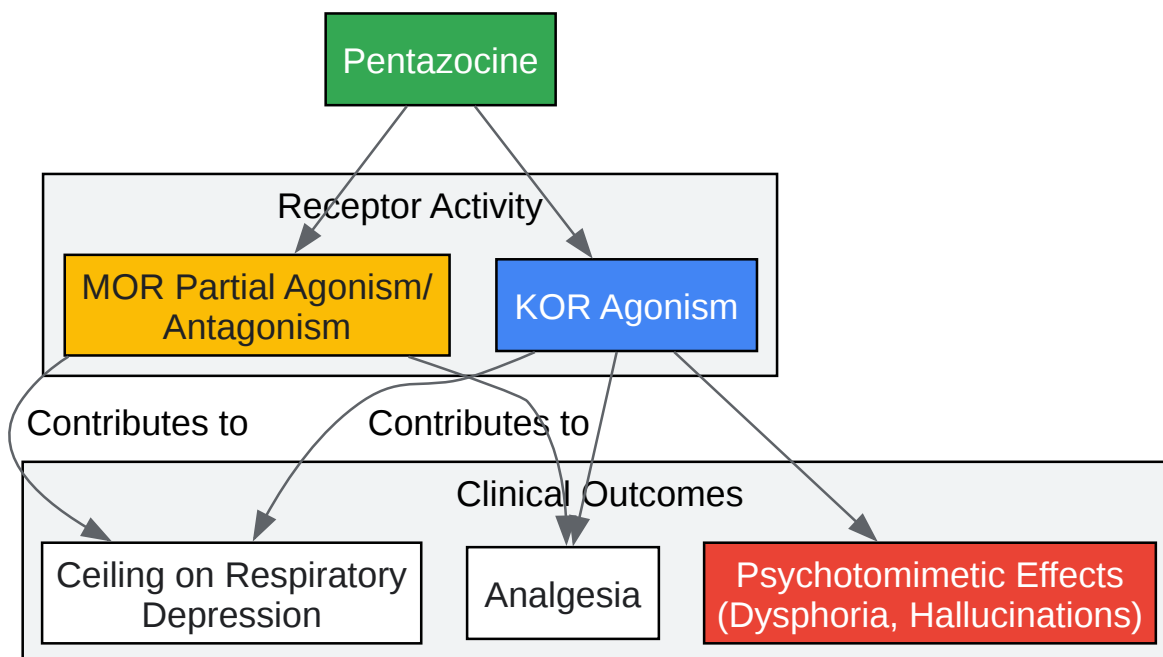 Pentazocine
Receptor Activity
MOR Partial Agonism/
Antagonism
KOR Agonism
Contributes to
Contributes to
Clinical Outcomes
Ceiling on Respiratory
Depression
Analgesia
Psychotomimetic Effects
(Dysphoria, Hallucinations)